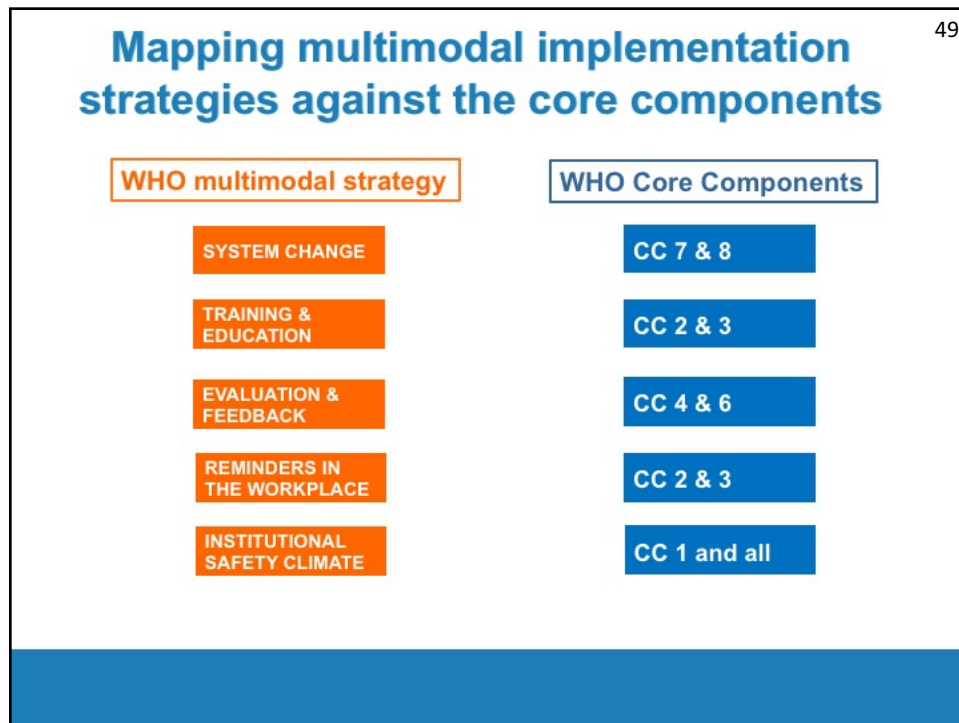 49
Mapping multimodal implementation
strategies against the core components
WHO multimodal strategy
WHO Core Components
SYSTEM CHANGE
CC 7 & 8
TRAINING &
EDUCATION
CC 2 & 3
EVALUATION &
FEEDBACK
CC 4 & 6
REMINDERS IN
THE WORKPLACE
CC 2 & 3
INSTITUTIONAL
SAFETY CLIMATE
CC 1 and all